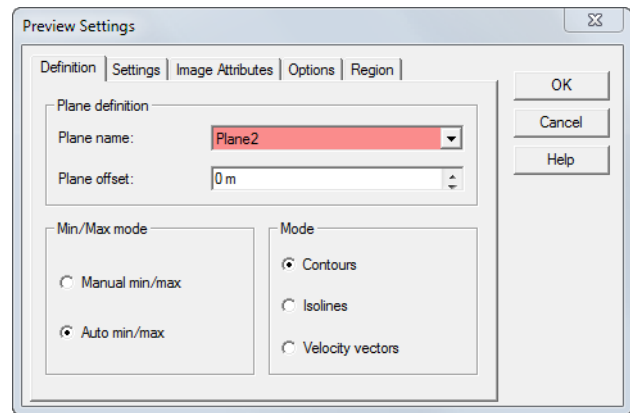 Preview Settings
Definition Settings Image Attributes Options Region
Plane definition
Plane name: Plane2
Plane offset: 0 m
Min/Max mode
Manual min/max
Auto min/max
Mode
Contours
Isolines
Velocity vectors
OK
Cancel
Help